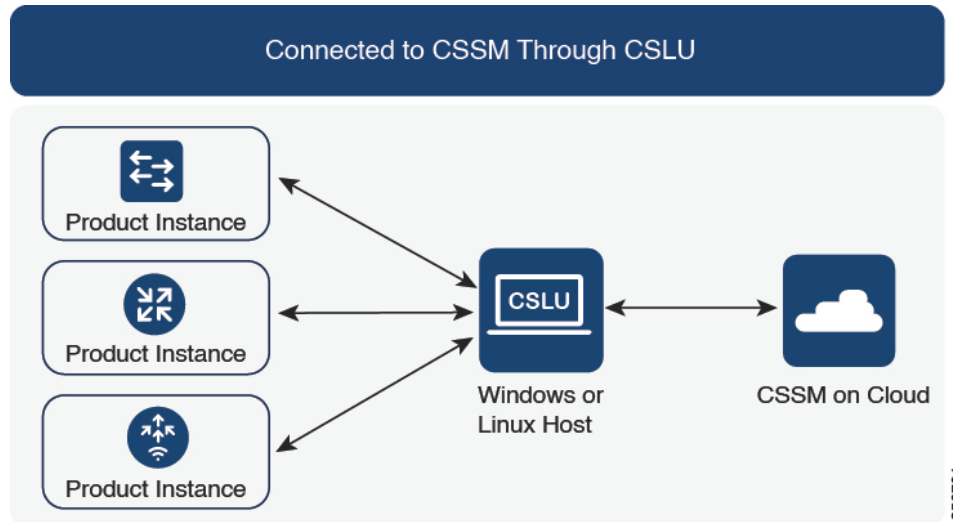 Connected to CSSM Through CSLU
Product Instance
Product Instance
Product Instance
CSLU
Windows or
Linux Host
CSSM on Cloud